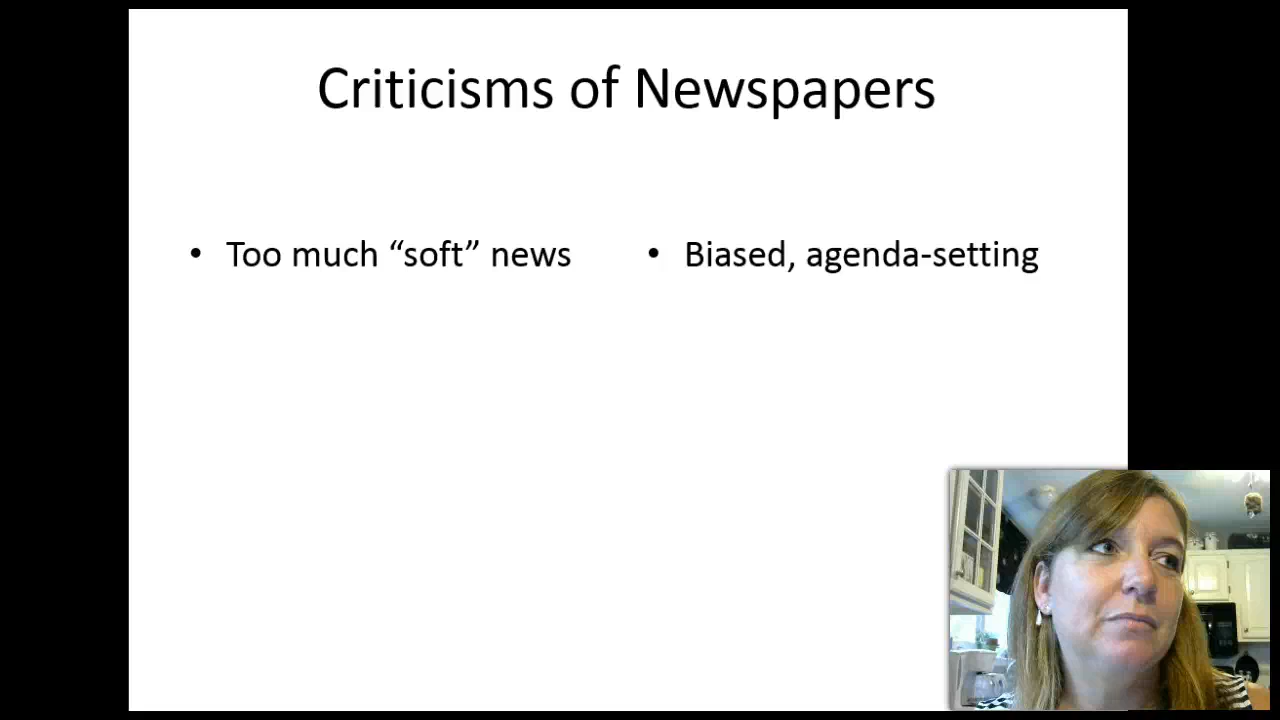 Criticisms of Newspapers
• Too much “soft” news
• Biased, agenda-setting